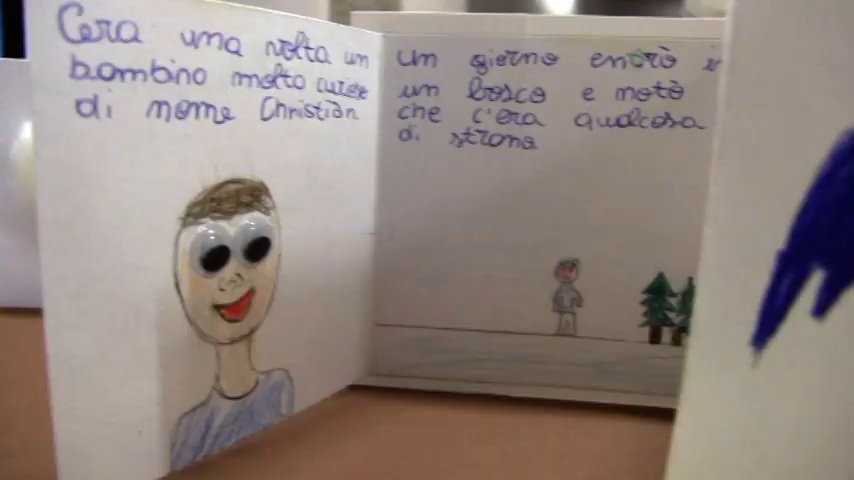 C'era una volta un
bambino molto curioso
di nome Christian
un giorno entrò i
un bosco e notò
che c'era qualcosa
di strano